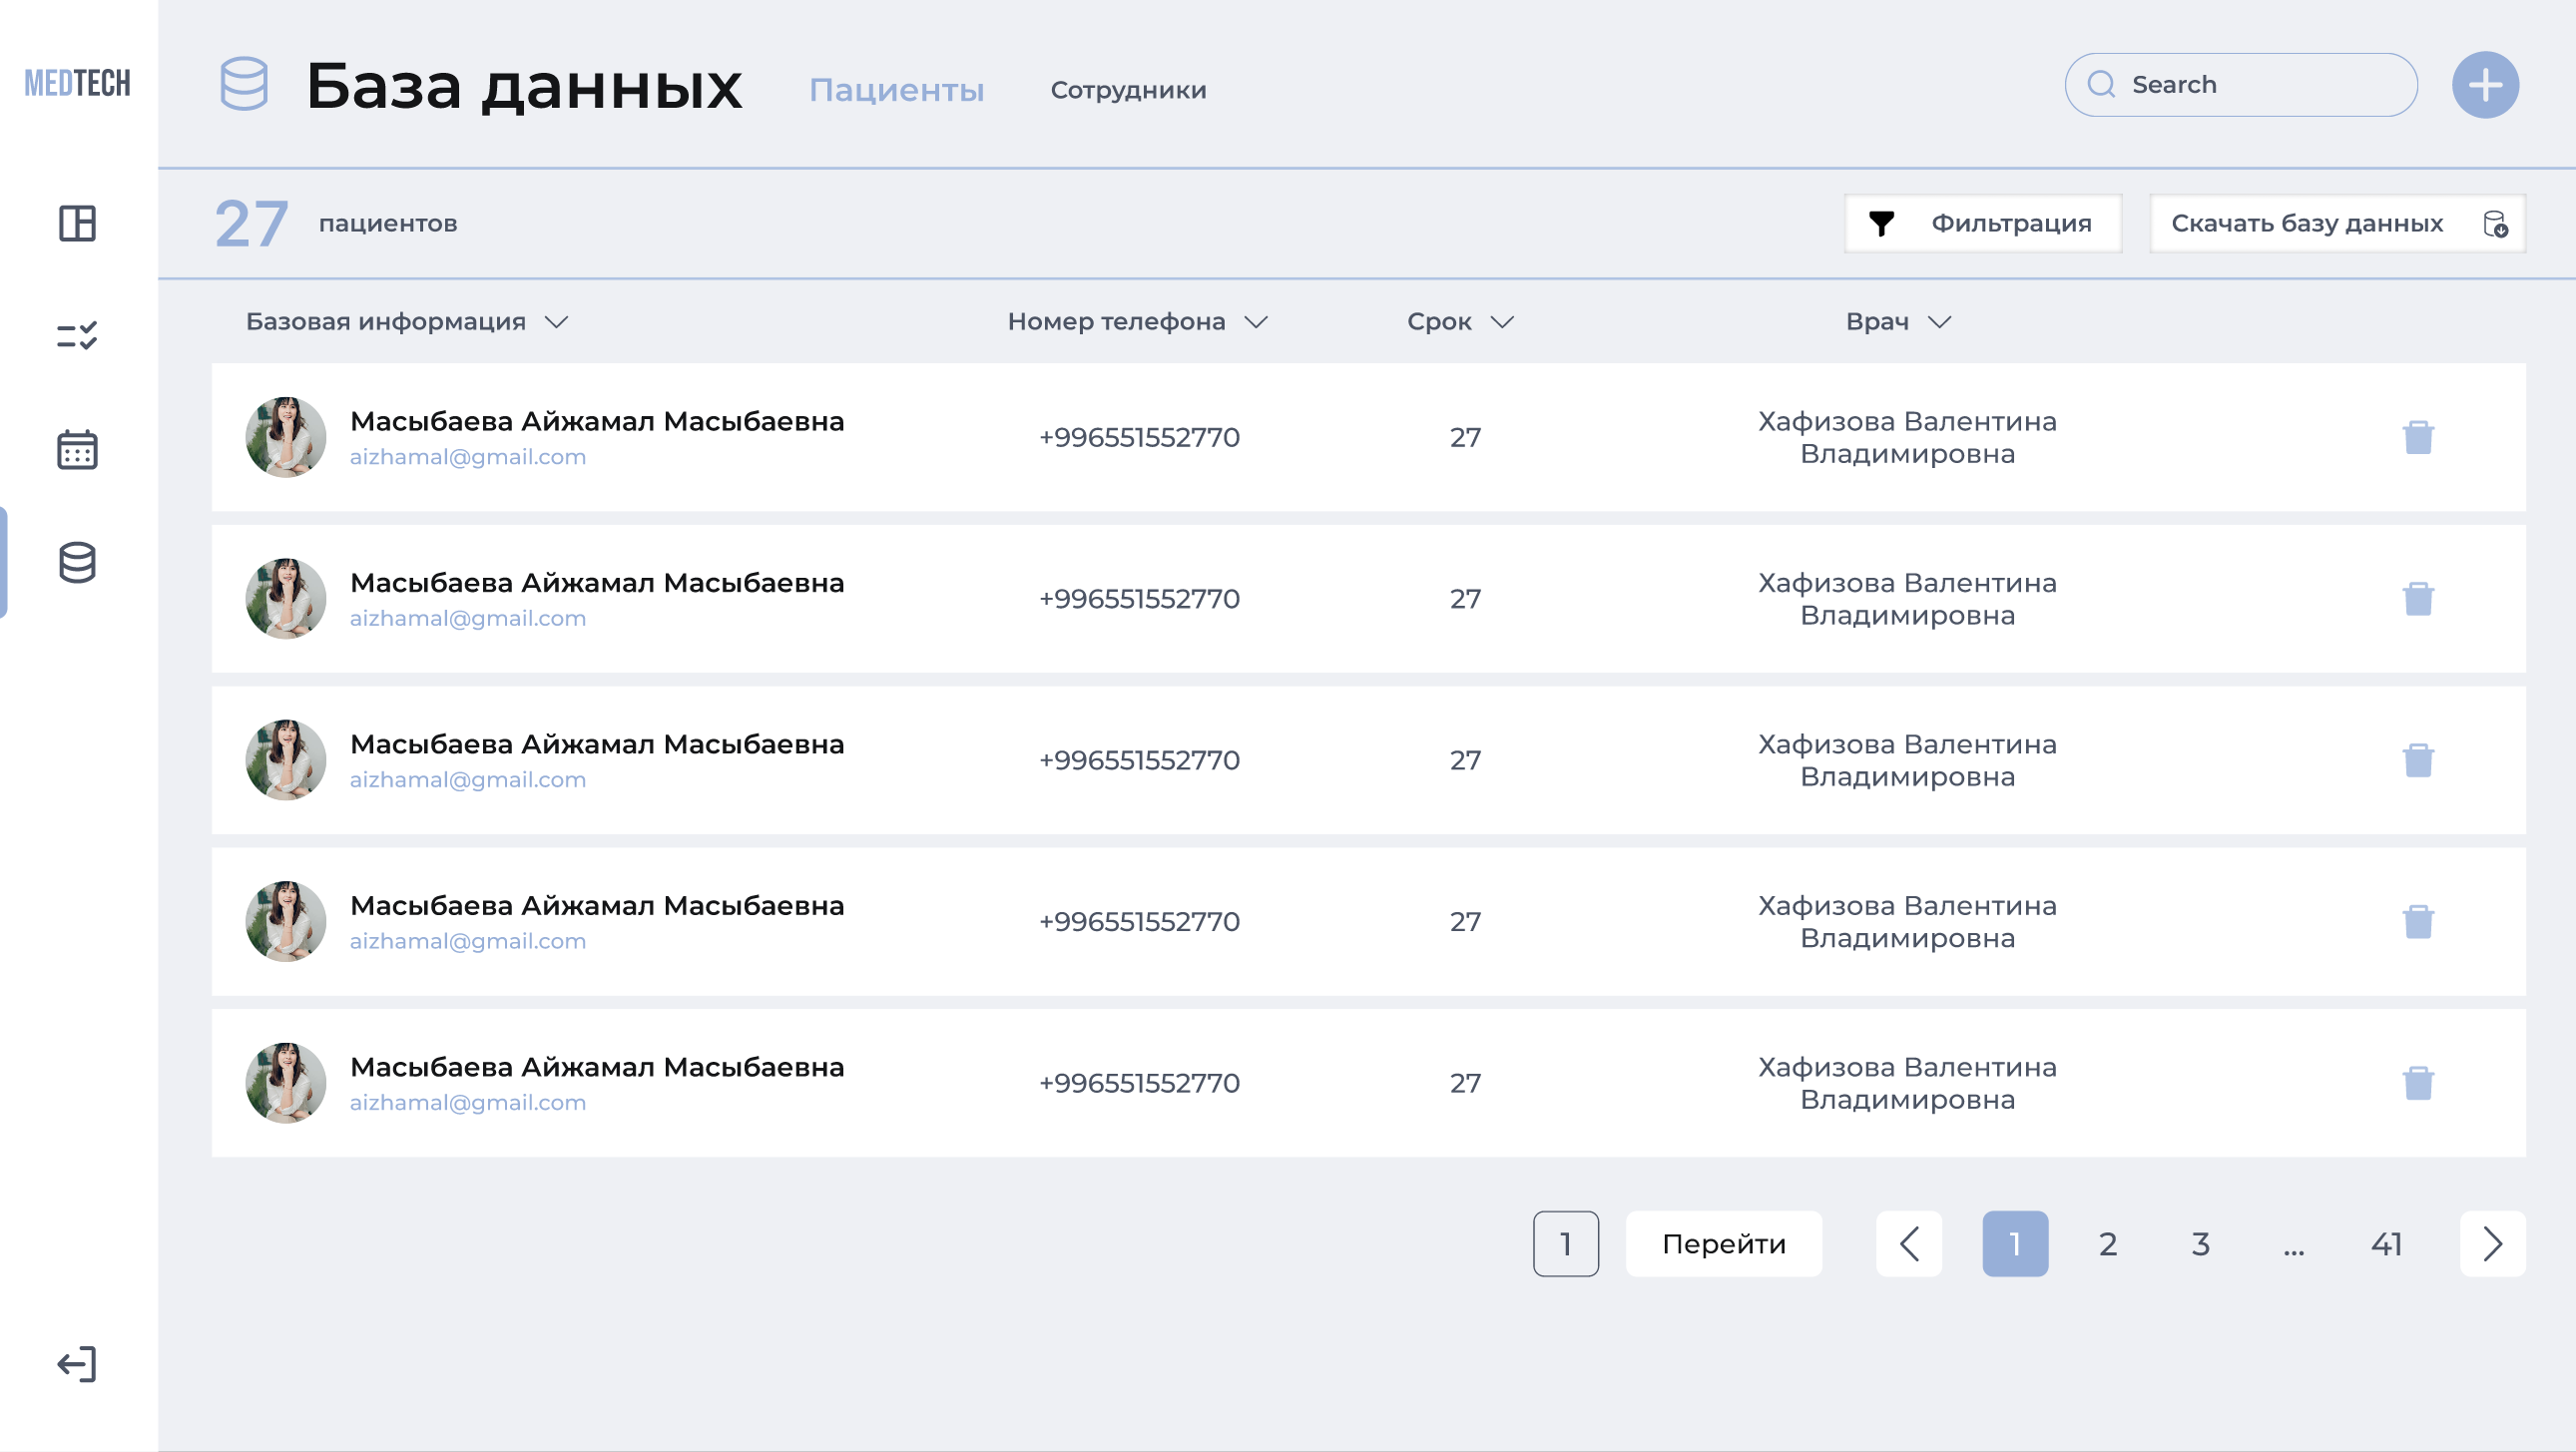 MEDTECH
База данных
Пациенты
Сотрудники
Search
27 пациентов
Фильтрация
Скачать базу данных
Базовая информация
Номер телефона
Срок
Врач
Масыбаева Айжамал Масыбаевна
aizhamal@gmail.com
+996551552770
27
Хафизова Валентина
Владимировна
Масыбаева Айжамал Масыбаевна
aizhamal@gmail.com
+996551552770
27
Хафизова Валентина
Владимировна
Масыбаева Айжамал Масыбаевна
aizhamal@gmail.com
+996551552770
27
Хафизова Валентина
Владимировна
Масыбаева Айжамал Масыбаевна
aizhamal@gmail.com
+996551552770
27
Хафизова Валентина
Владимировна
Масыбаева Айжамал Масыбаевна
aizhamal@gmail.com
+996551552770
27
Хафизова Валентина
Владимировна
1 Перейти 1 2 3 ... 41